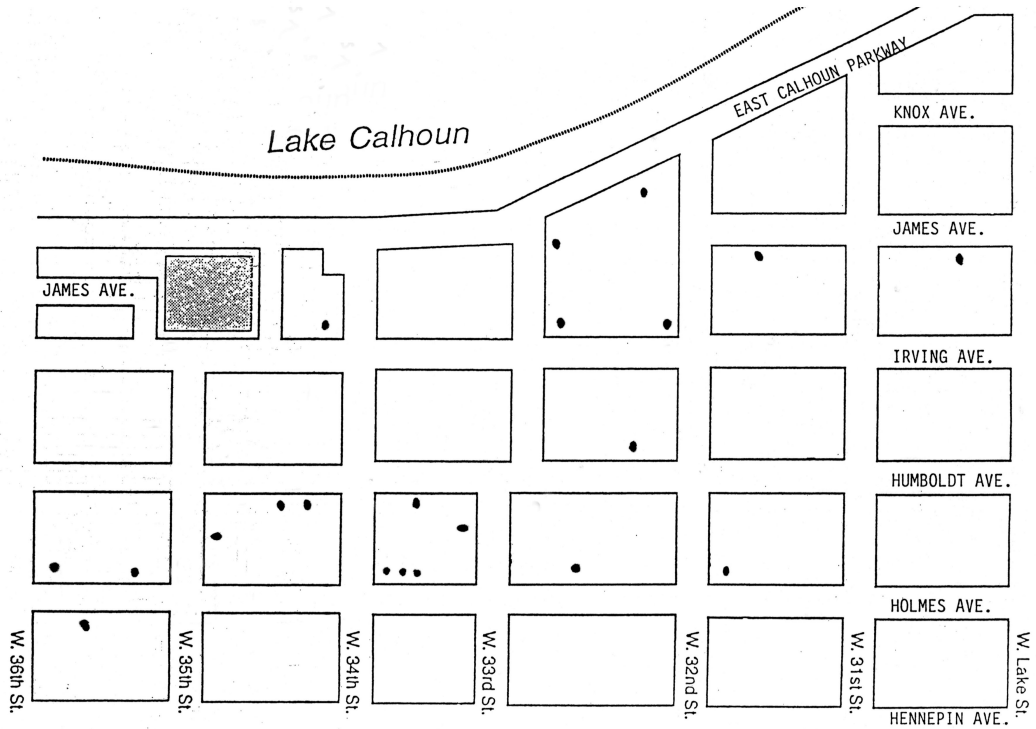 EAST CALHOUN PARKWAY
Lake Calhoun
KNOX AVE.
JAMES AVE.
JAMES AVE.
IRVING AVE.
HUMBOLDT AVE.
HOLMES AVE.
W. 36th St.
W. 35th St.
W. 34th St.
W. 33rd St.
W. 32nd St.
W. 31st St.
W. Lake St.
HENNEPIN AVE.